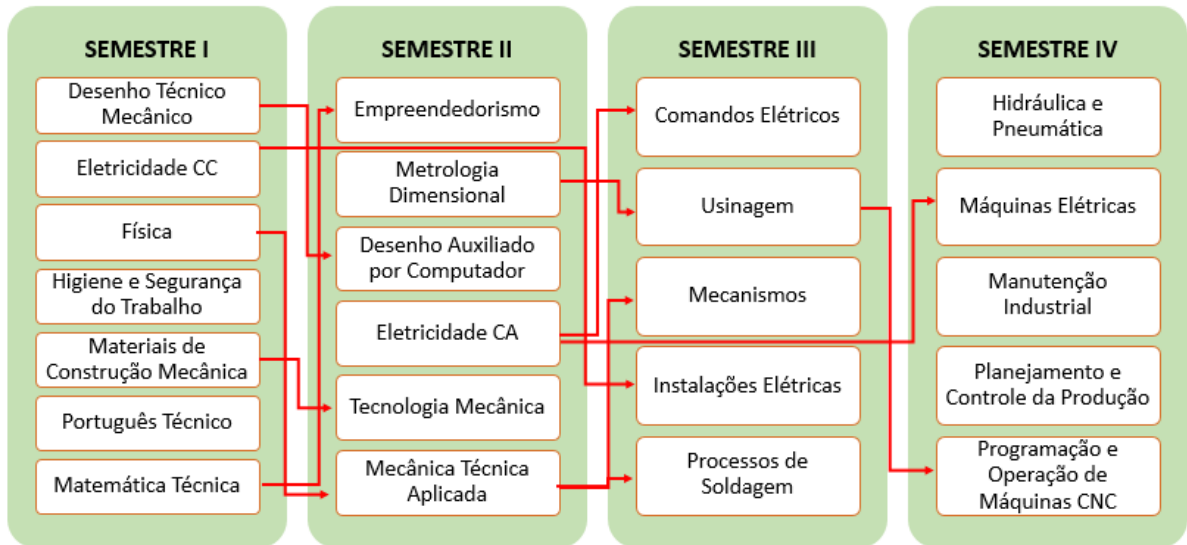 SEMESTRE I
Desenho Técnico
Mecânico
Eletricidade CC
Física
Higiene e Segurança
do Trabalho
Materiais de
Construção Mecânica
Português Técnico
Matemática Técnica
SEMESTRE II
Empreendedorismo
Metrologia
Dimensional
Desenho Auxiliado
por Computador
Eletricidade CA
Tecnologia Mecânica
Mecânica Técnica
Aplicada
SEMESTRE III
Comandos Elétricos
Usinagem
Mecanismos
Instalações Elétricas
Processos de
Soldagem
SEMESTRE IV
Hidráulica e
Pneumática
Máquinas Elétricas
Manutenção
Industrial
Planejamento e
Controle da Produção
Programação e
Operação de
Máquinas CNC